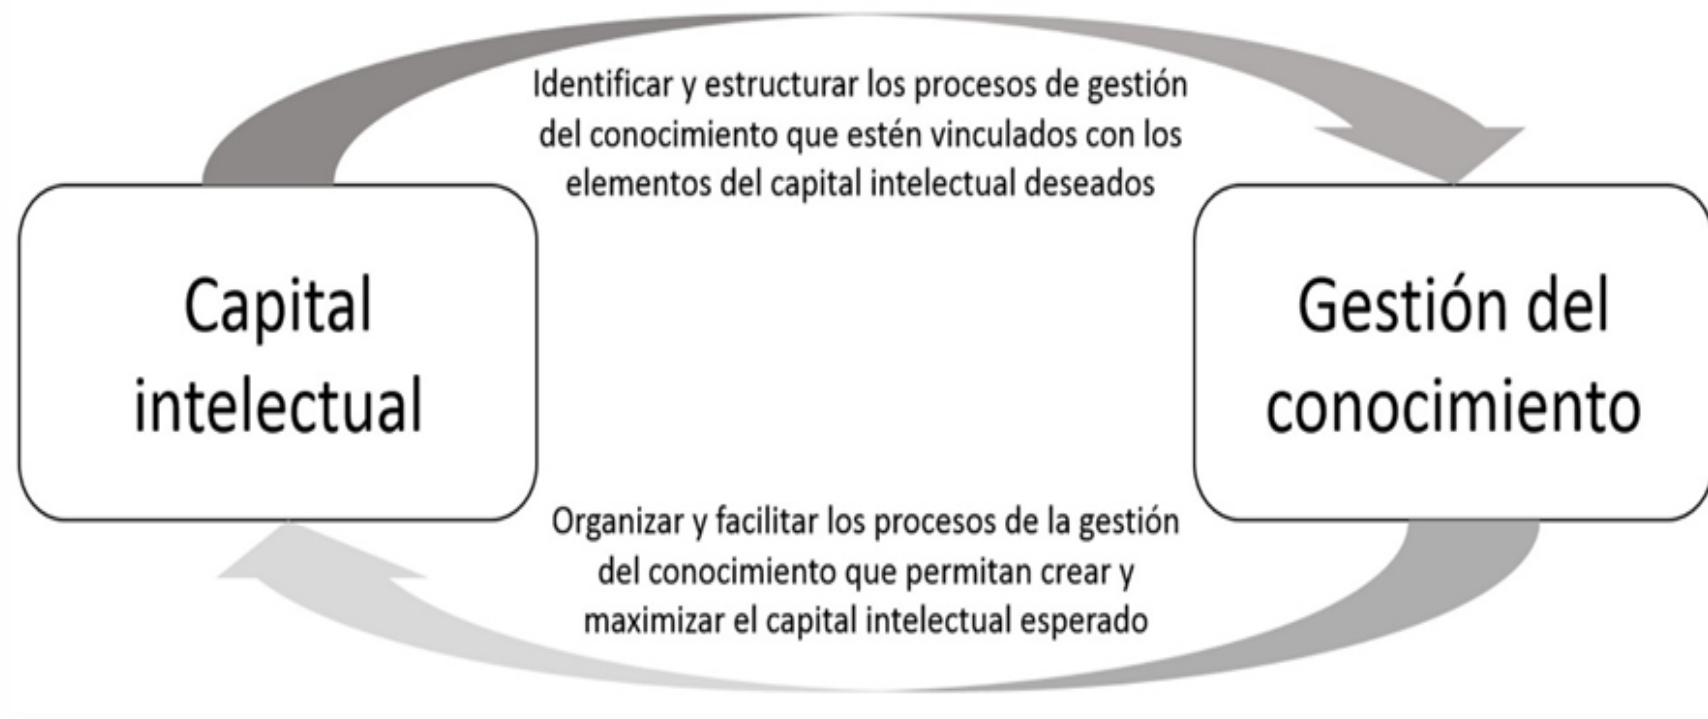 Identificar y estructurar los procesos de gestión
del conocimiento que estén vinculados con los
elementos del capital intelectual deseados
Capital
intelectual
Gestión del
conocimiento
Organizar y facilitar los procesos de la gestión
del conocimiento que permitan crear y
maximizar el capital intelectual esperado